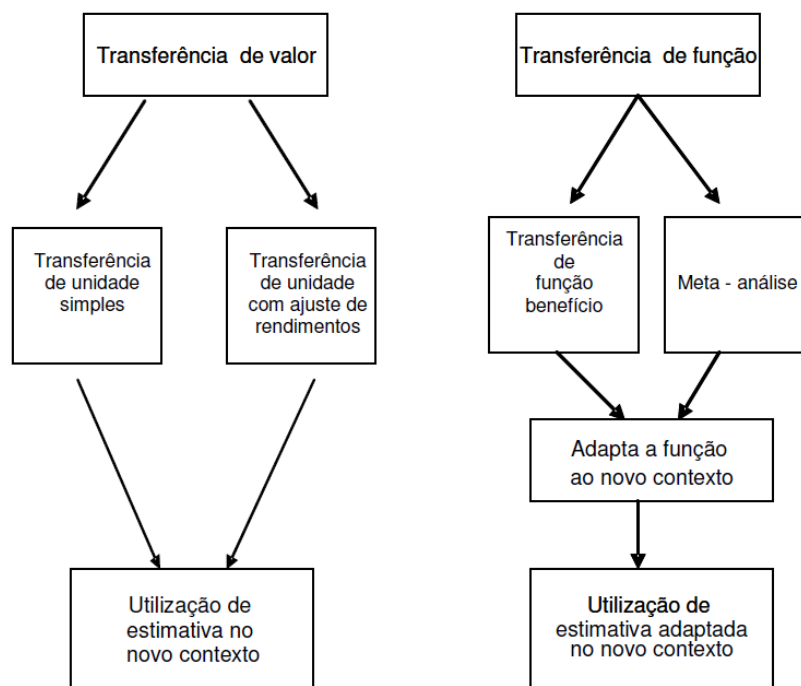 Transferência de valor
Transferência de função
Transferência
de unidade
simples
Transferência
de unidade
com ajuste de
rendimentos
Transferência
de
função
benefício
Meta - análise
Adapta a função
ao novo contexto
Utilização de
estimativa no
novo contexto
Utilização de
estimativa adaptada
no novo contexto